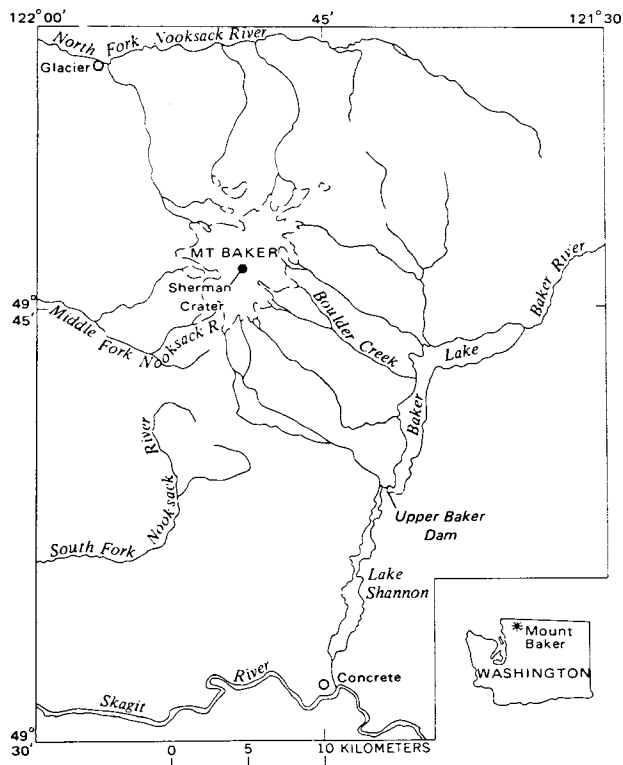 122°00'
45'
121°30
North Fork Nooksack River
Glacier
MT BAKER
Sherman
Crater
49°
45'
Middle Fork Nooksack R
Boulder Creek
Baker River
Lake
Baker
River
Nooksack
South Fork
Upper Baker
Dam
Lake
Shannon
Mount
Baker
WASHINGTON
Concrete
Skagit
River
49°
30'
0 5 10 KILOMETERS